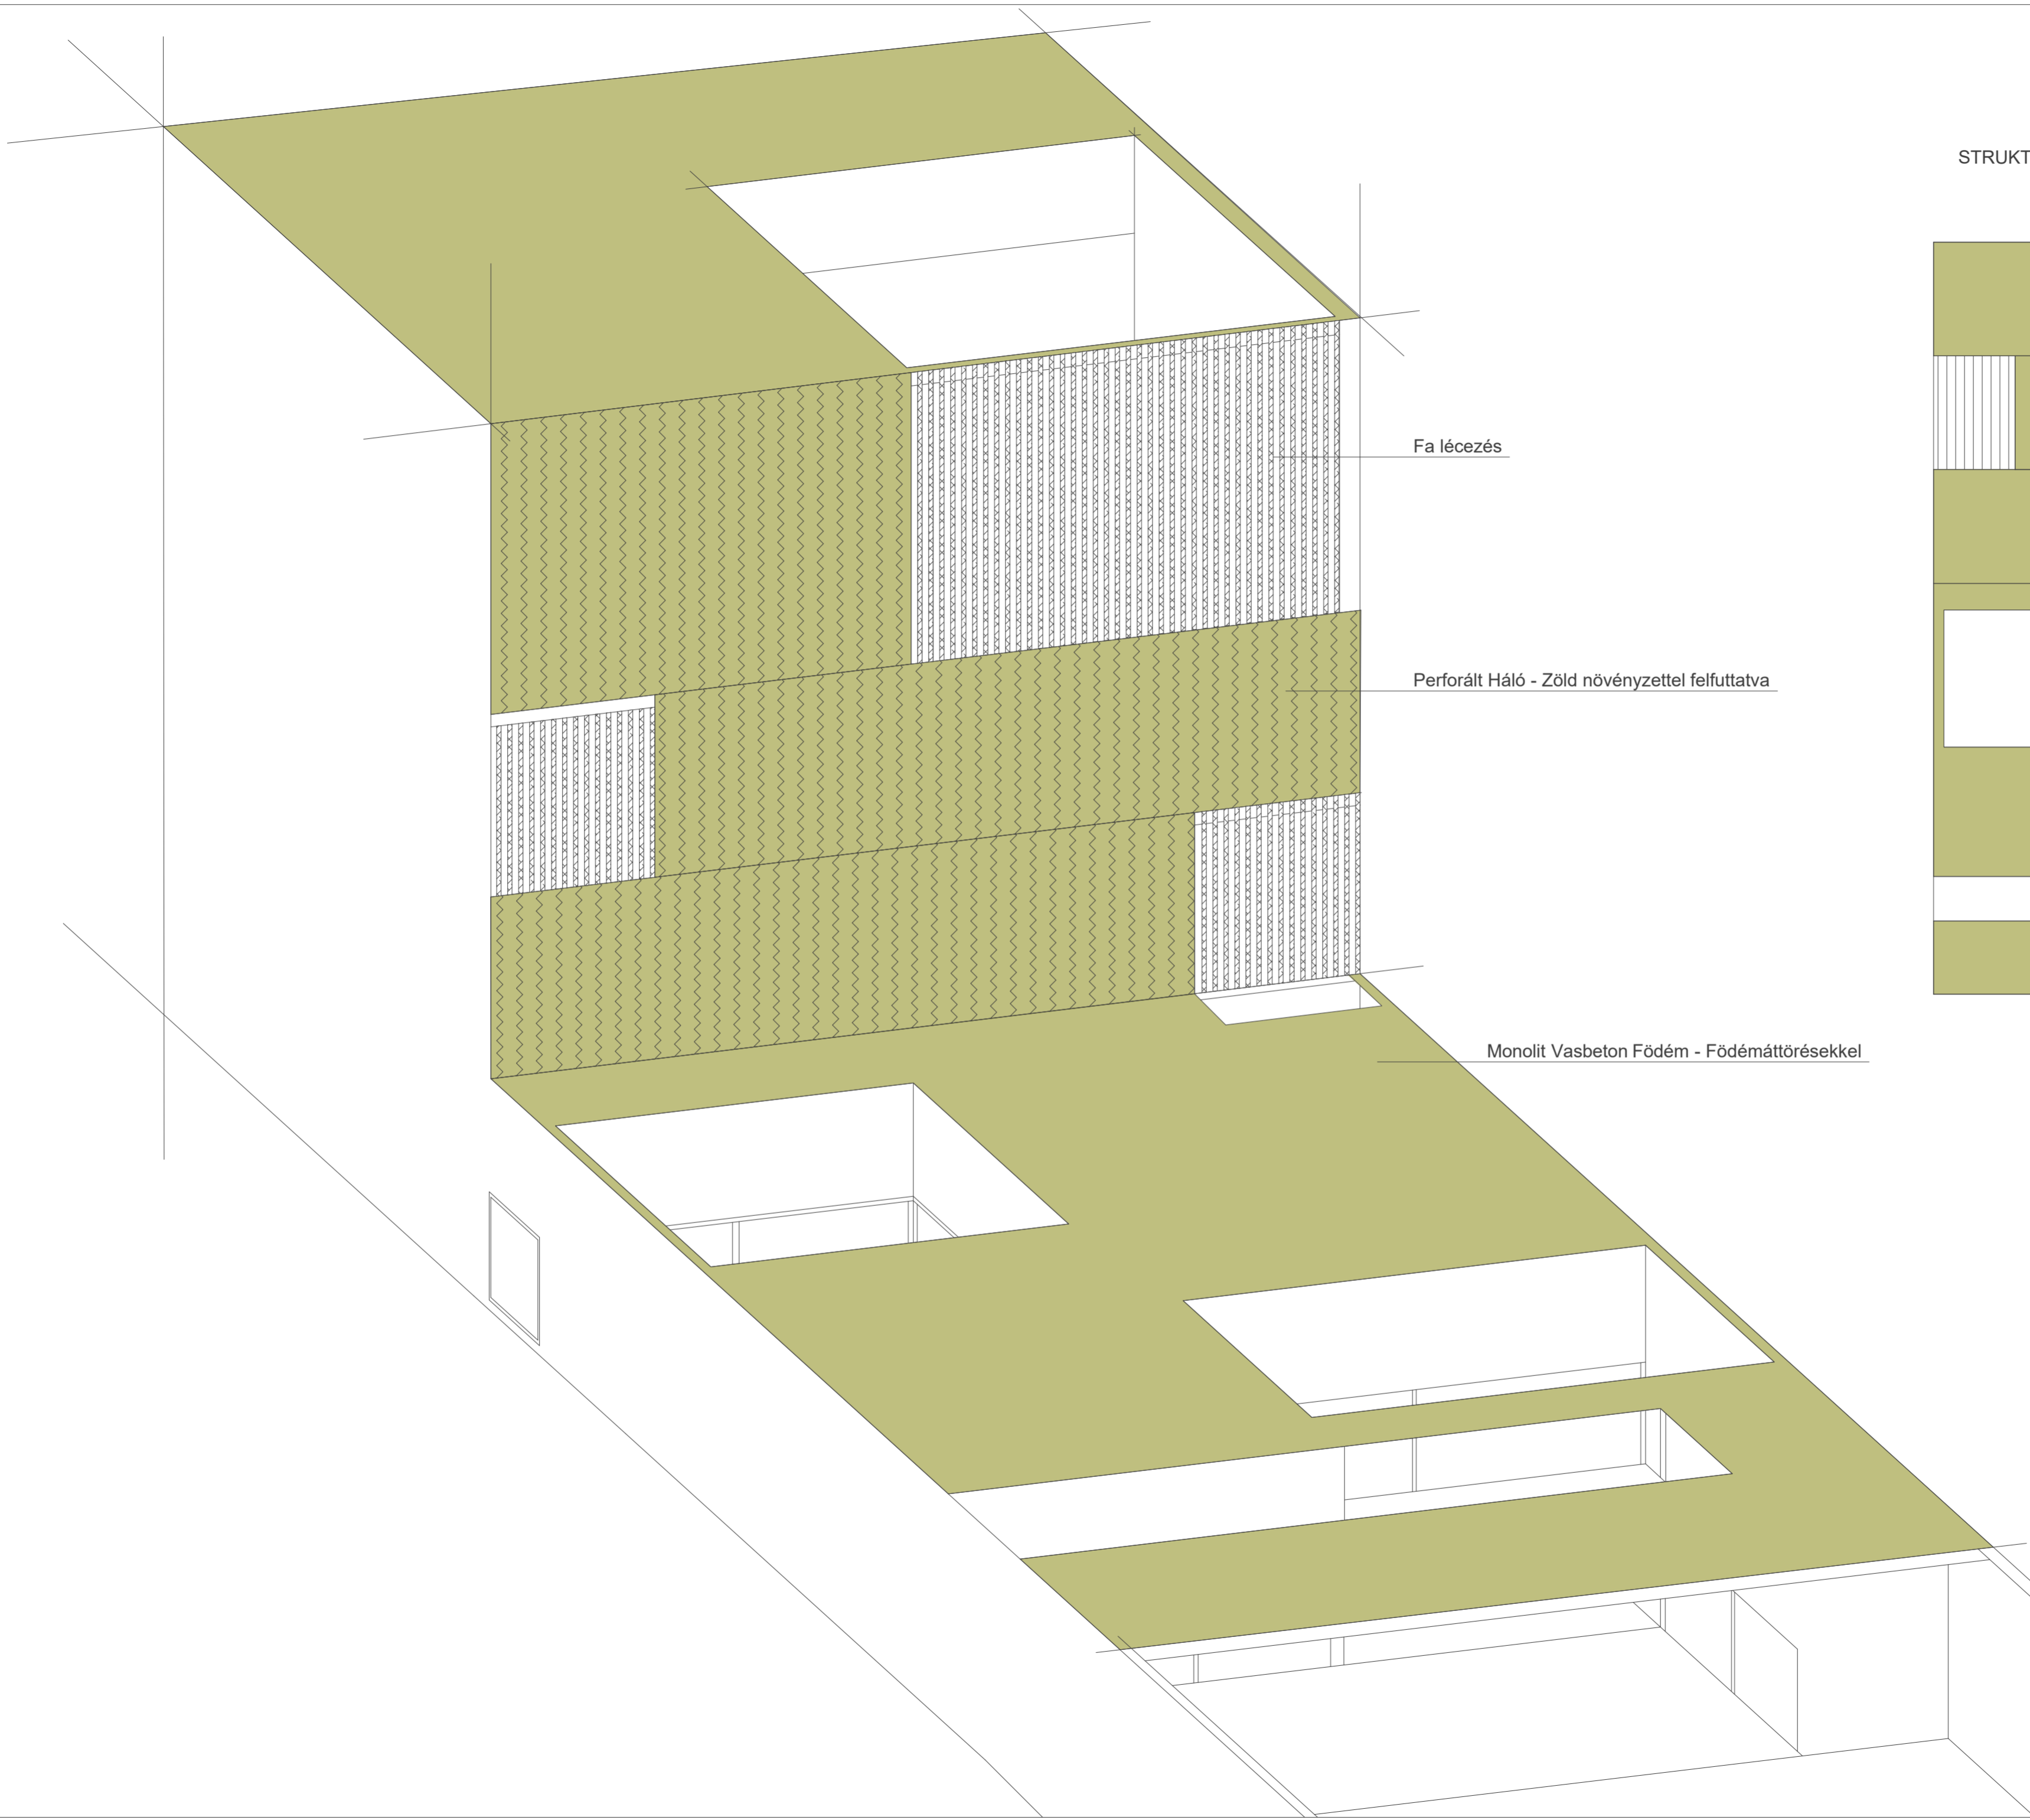 STRUKT
Fa lécezés
Perforált Háló - Zöld növényzettel felfuttatva
Monolit Vasbeton Födém - Födémáttörésekkel